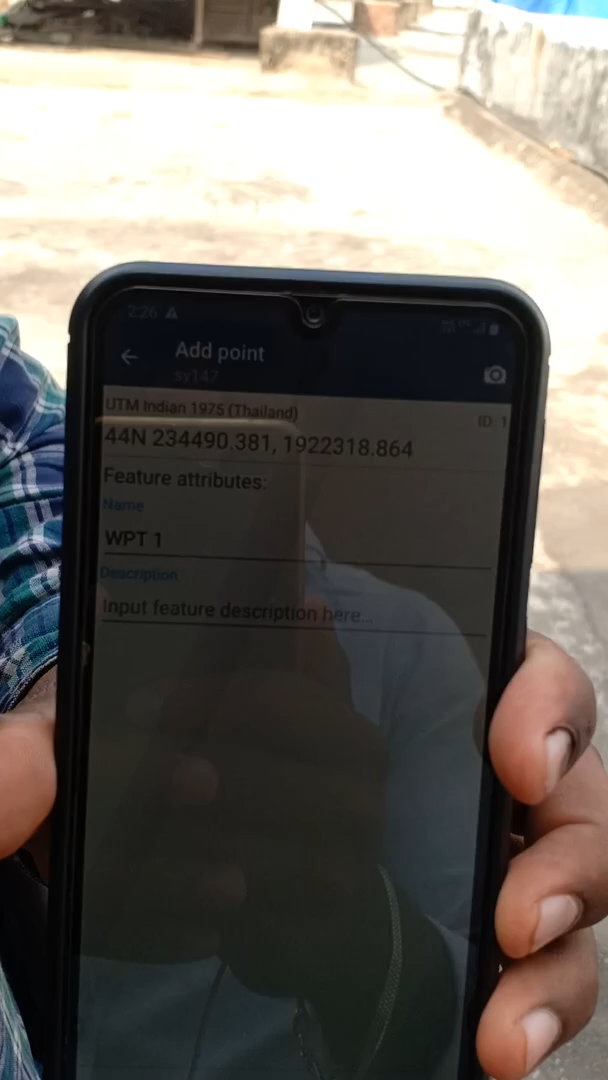 2:26
Add point
sy147
UTM Indian 1975 (Thailand)
ID: 1
44N 234490.381, 1922318.864
Feature attributes:
Name
WPT 1
Description
Input feature description here...